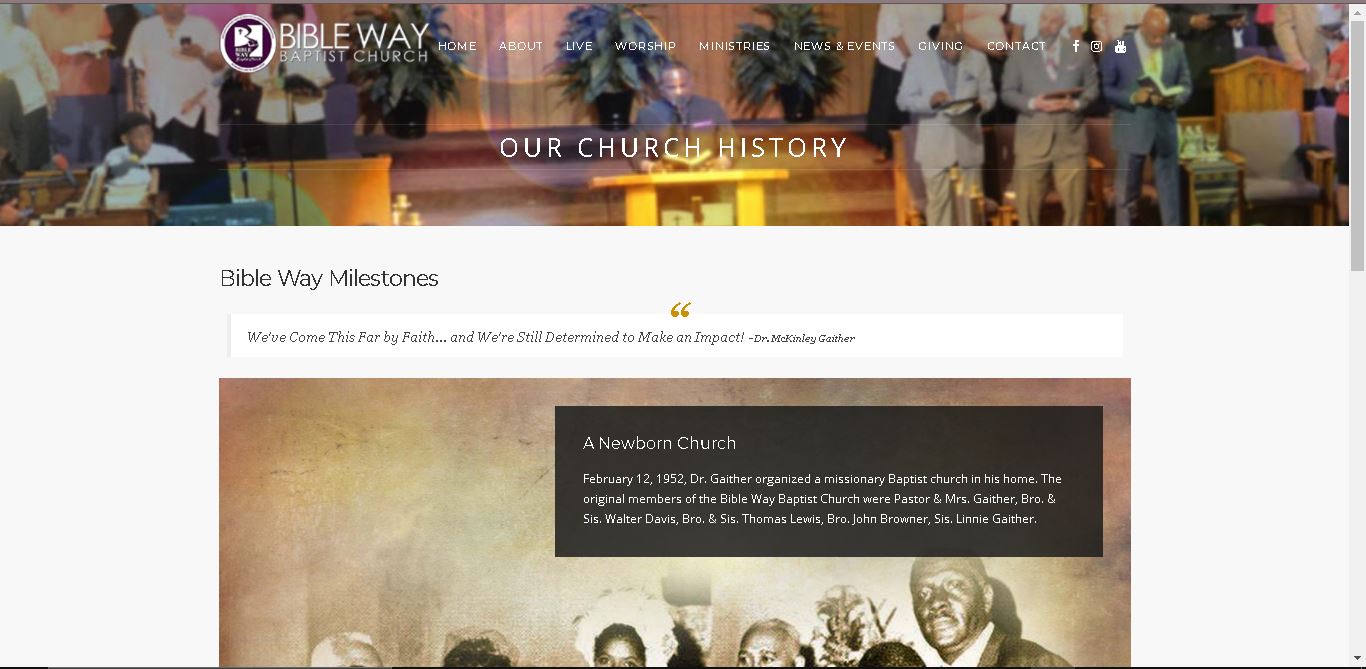 BIBLE WAY
BAPTIST CHURCH
HOME ABOUT LIVE WORSHIP MINISTRIES NEWS & EVENTS GIVING CONTACT
OUR CHURCH HISTORY
Bible Way Milestones
“
We've Come This Far by Faith... and We're Still Determined to Make an Impact! -Dr. McKinley Gaither
A Newborn Church
February 12, 1952, Dr. Gaither organized a missionary Baptist church in his home. The
original members of the Bible Way Baptist Church were Pastor & Mrs. Gaither, Bro. &
Sis. Walter Davis, Bro. & Sis. Thomas Lewis, Bro. John Browner, Sis. Linnie Gaither.